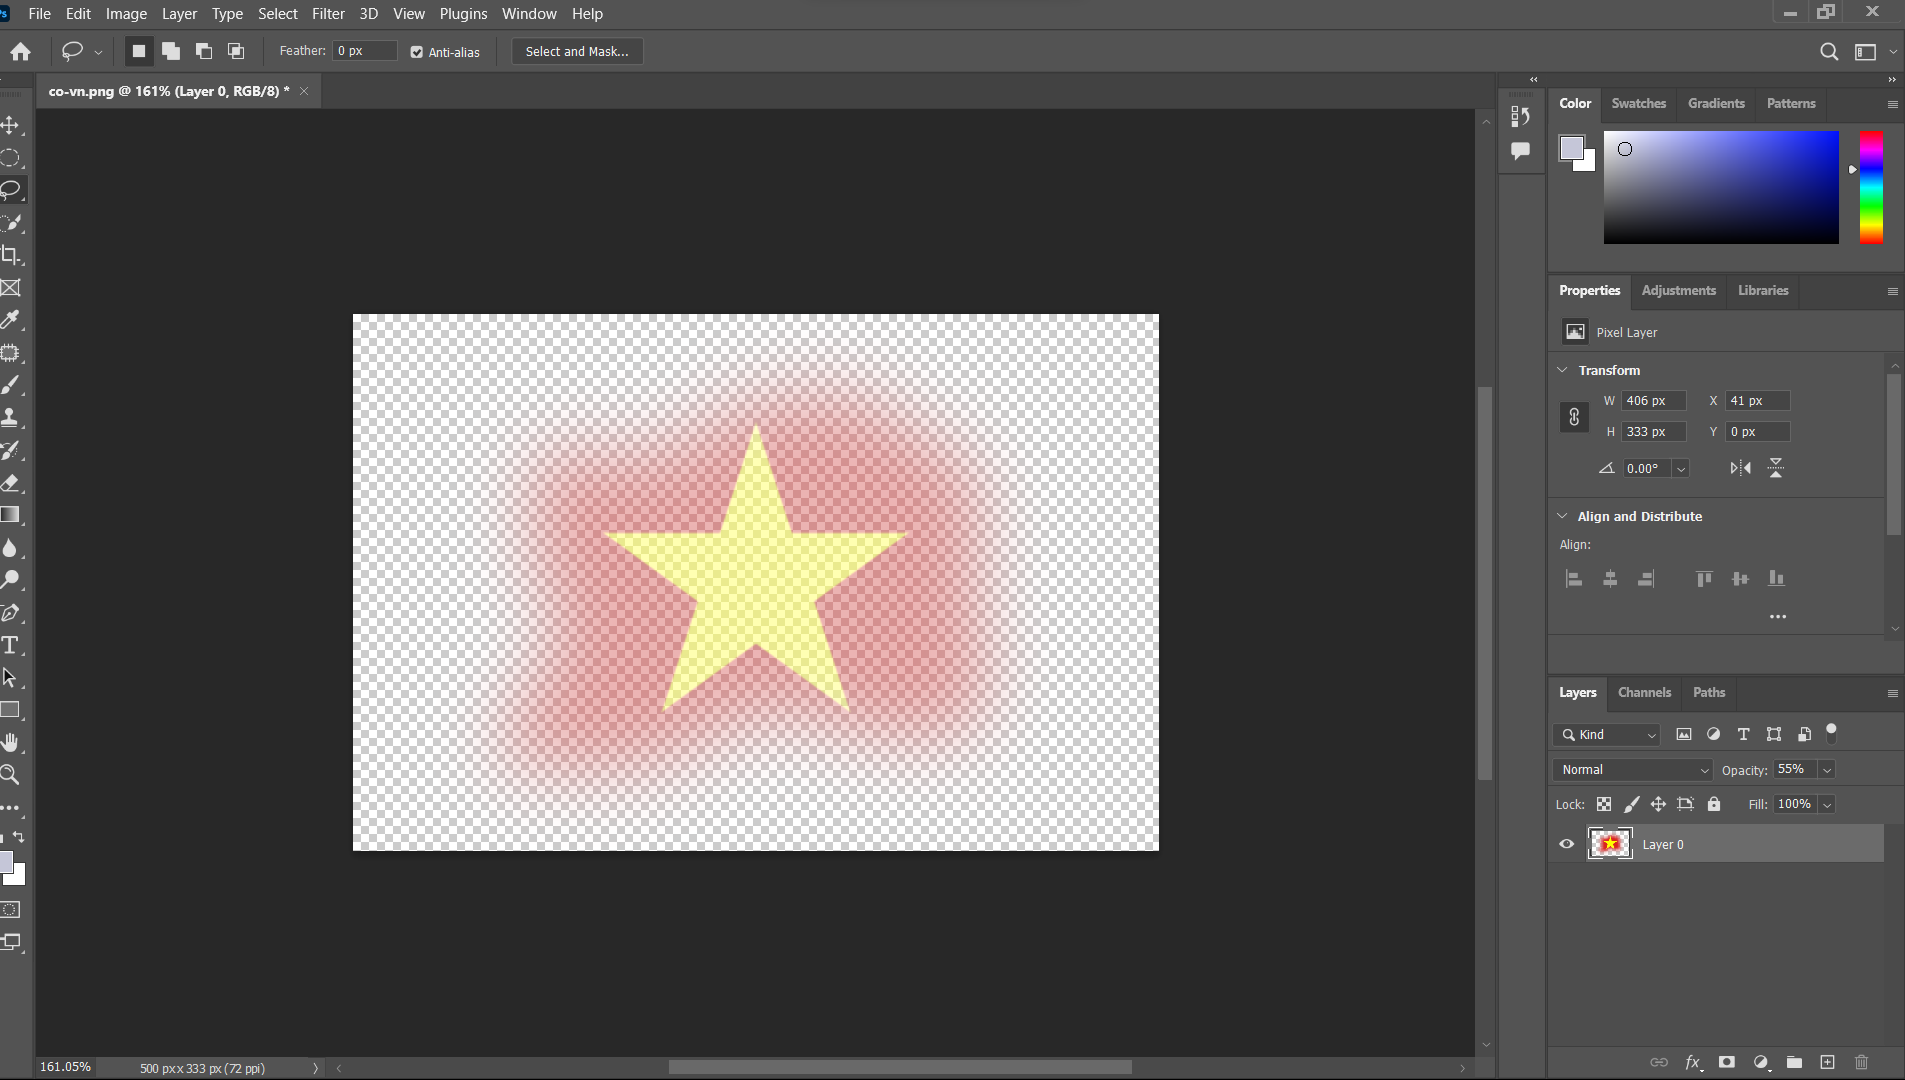 Ps File Edit Image Layer Type Select Filter 3D View Plugins Window Help
Feather: 0 px Anti-alias Select and Mask...
co-vn.png @ 161% (Layer 0, RGB/8) *
Color Swatches Gradients Patterns
Properties Adjustments Libraries
Pixel Layer
Transform
W 406 px X 41 px
H 333 px Y 0 px
0.00°
Align and Distribute
Align:
Layers Channels Paths
Kind
Normal Opacity: 55%
Lock: Fill: 100%
Layer 0
fx
161.05% 500 px x 333 px (72 ppi)